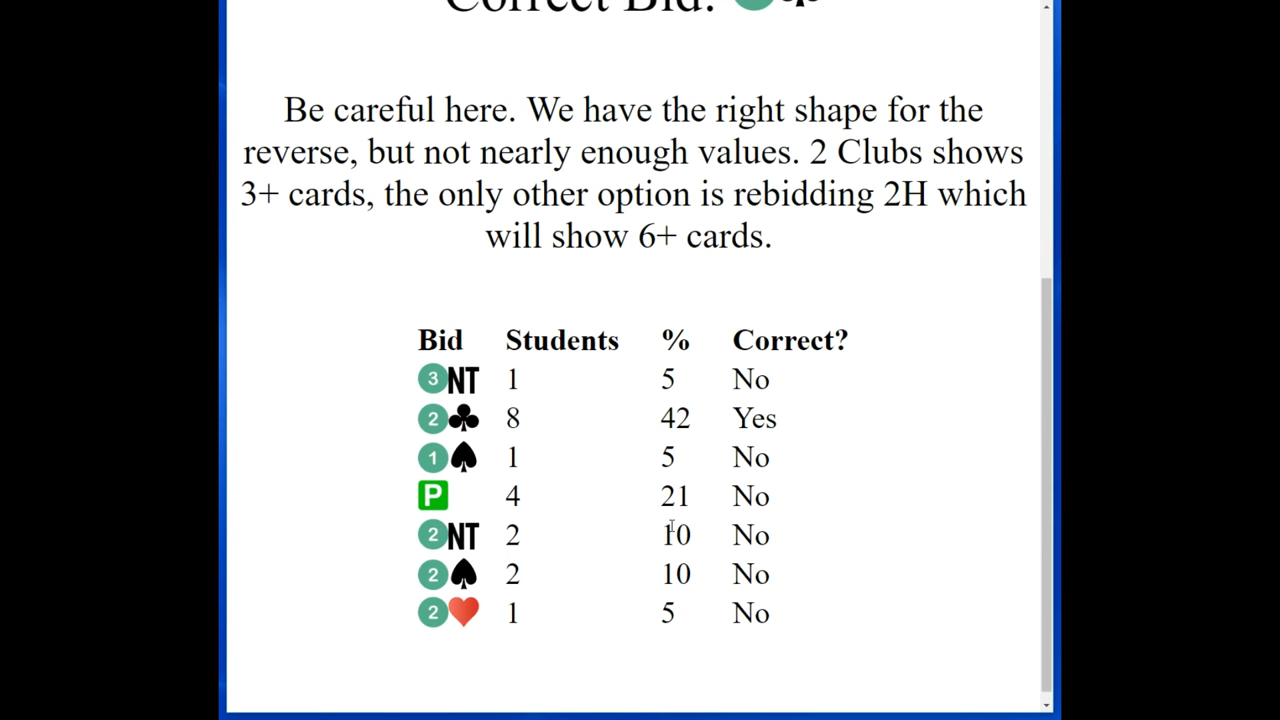 Correct Bid: 2♣
Be careful here. We have the right shape for the
reverse, but not nearly enough values. 2 Clubs shows
3+ cards, the only other option is rebidding 2H which
will show 6+ cards.
Bid Students % Correct?
3NT 1 5 No
2♣ 8 42 Yes
1♠ 1 5 No
P 4 21 No
2NT 2 10 No
2♠ 2 10 No
2♥ 1 5 No